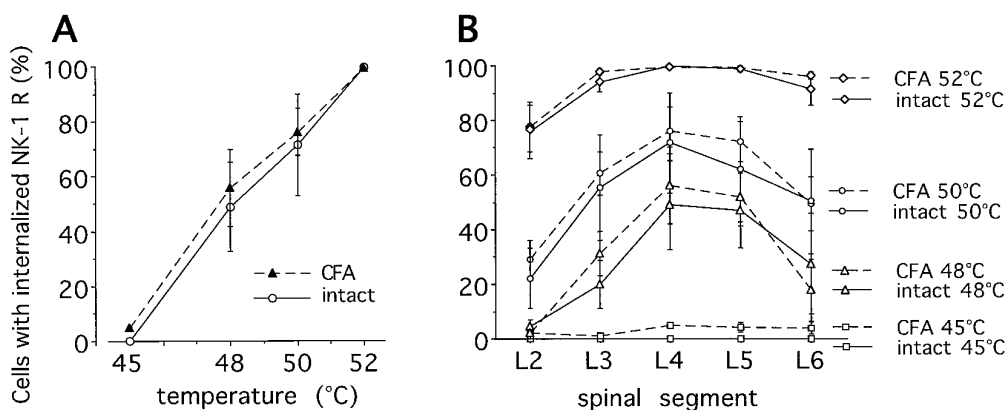 A
Cells with internalized NK-1 R (%)
100
80
60
40
20
0
CFA
intact
45
48
50
52
temperature (°C)
B
100
80
60
40
20
0
L2
L3
L4
L5
L6
spinal segment
CFA 52°C
intact 52°C
CFA 50°C
intact 50°C
CFA 48°C
intact 48°C
CFA 45°C
intact 45°C